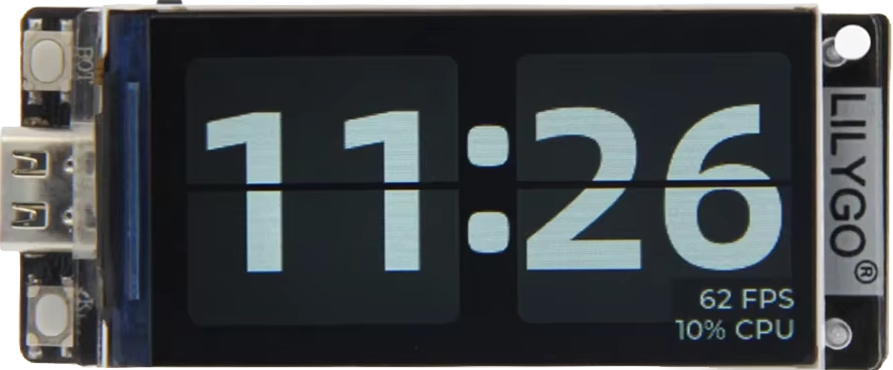 BOT
11:26
62 FPS
10% CPU
LILYGO®